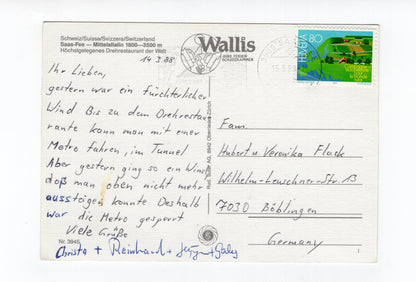 Schweiz/Suisse/Svizzera/Switzerland
Saas-Fee — Mittelallalin 1800—3500 m
Höchstgelegenes Drehrestaurant der Welt
14.3.88
Ihr Lieben,
gestern war ein fürchterlicher
Wind Bis zu dem Drehrestau-
rante kann man mit einer
Metro fahren, im Tunnel
Aber gestern ging so ein Wind
daß man oben nicht mehr
aussteigen konnte Deshalb
war die Metro gesperrt
Viele Grüße
Nr. 3945
Christa + Reinhard + Jürgen + Gaby
Wallis
HELVETIA 80
Fam.
Hubert u. Veronika Flack
Wilhelm-Leuschner-Str. 13
7030 Böblingen
Germany